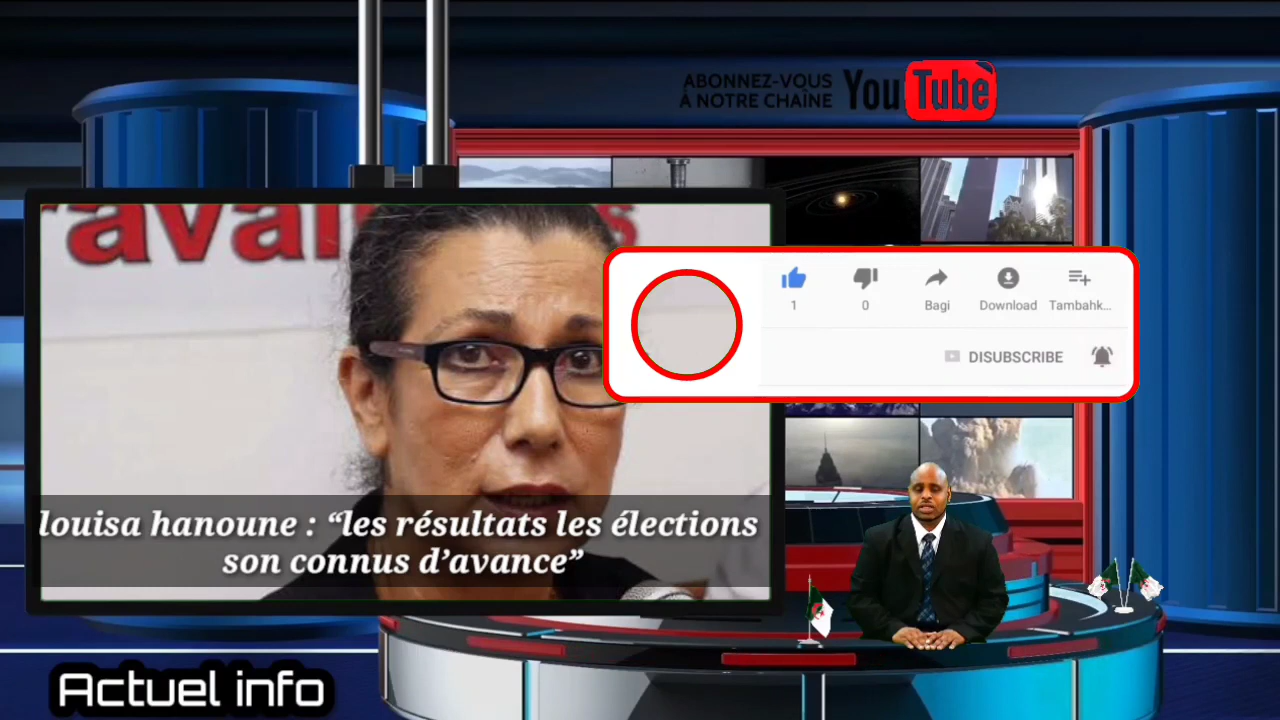 ABONNEZ-VOUS
À NOTRE CHAÎNE
YouTube
1
0
Bagi
Download
Tambahk...
DISUBSCRIBE
louisa hanoune : “les résultats les élections
son connus d’avance”
Actuel info